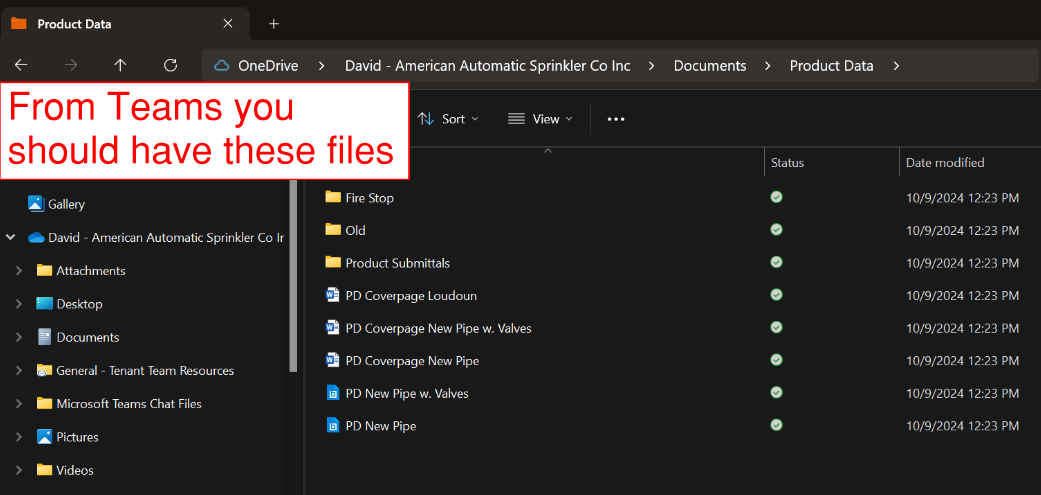 Product Data
OneDrive > David - American Automatic Sprinkler Co Inc > Documents > Product Data >
From Teams you
should have these files
Sort
View
Status
Date modified
Gallery
David - American Automatic Sprinkler Co Ir
Attachments
Desktop
Documents
General - Tenant Team Resources
Microsoft Teams Chat Files
Pictures
Videos
Fire Stop 10/9/2024 12:23 PM
Old 10/9/2024 12:23 PM
Product Submittals 10/9/2024 12:23 PM
PD Coverpage Loudoun 10/9/2024 12:23 PM
PD Coverpage New Pipe w. Valves 10/9/2024 12:23 PM
PD Coverpage New Pipe 10/9/2024 12:23 PM
PD New Pipe w. Valves 10/9/2024 12:23 PM
PD New Pipe 10/9/2024 12:23 PM